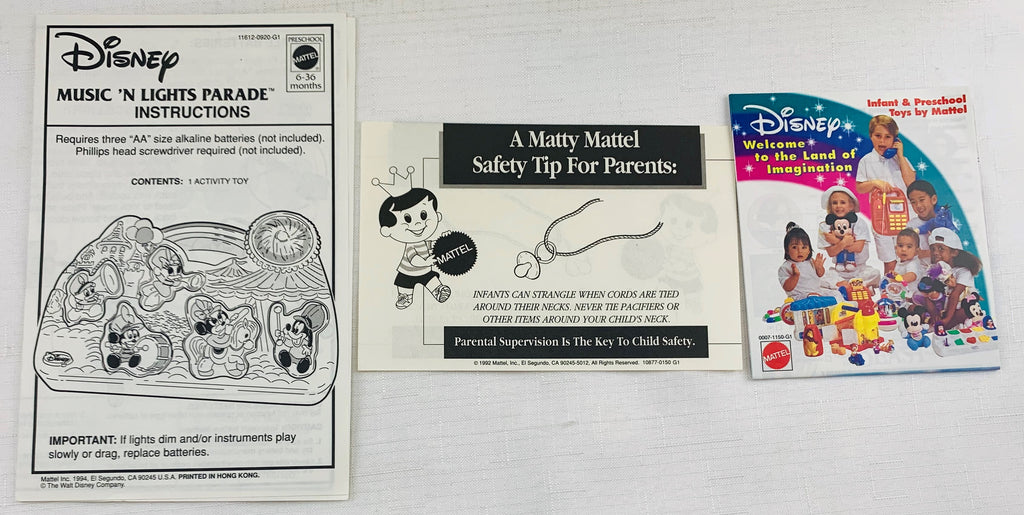 Disney
11612-0920-G1
PRESCHOOL
MATTEL
6-36
months
MUSIC 'N LIGHTS PARADE™
INSTRUCTIONS
Requires three "AA" size alkaline batteries (not included).
Phillips head screwdriver required (not included).
CONTENTS: 1 ACTIVITY TOY
Disney
IMPORTANT: If lights dim and/or instruments play
slowly or drag, replace batteries.
Mattel Inc. 1994, El Segundo, CA 90245 U.S.A. PRINTED IN HONG KONG.
© The Walt Disney Company.
A Matty Mattel
Safety Tip For Parents:
MATTEL
INFANTS CAN STRANGLE WHEN CORDS ARE TIED
AROUND THEIR NECKS. NEVER TIE PACIFIERS OR
OTHER ITEMS AROUND YOUR CHILD'S NECK.
Parental Supervision Is The Key To Child Safety.
© 1992 Mattel, Inc., El Segundo, CA 90245-5012, All Rights Reserved. 10877-0150 G1
Infant & Preschool
Toys by Mattel
Disney
Welcome
to the Land of
Imagination
0007-1150-G1
MATTEL